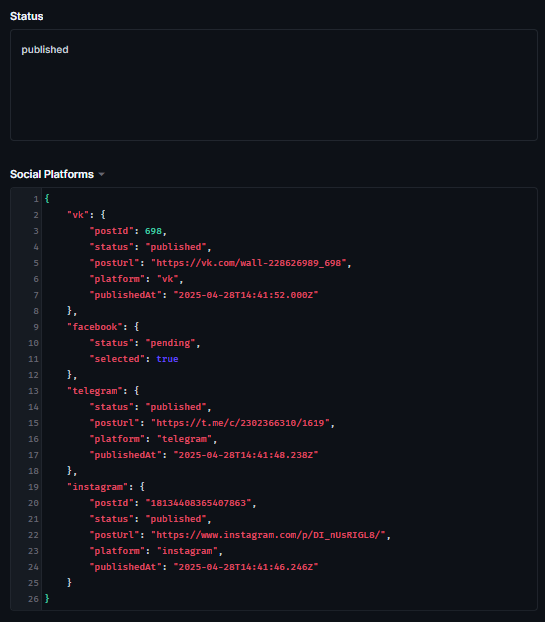 Status
published
Social Platforms
1 {
2 "vk": {
3 "postId": 698,
4 "status": "published",
5 "postUrl": "https://vk.com/wall-228626989_698",
6 "platform": "vk",
7 "publishedAt": "2025-04-28T14:41:52.000Z"
8 },
9 "facebook": {
10 "status": "pending",
11 "selected": true
12 },
13 "telegram": {
14 "status": "published",
15 "postUrl": "https://t.me/c/2302366310/1619",
16 "platform": "telegram",
17 "publishedAt": "2025-04-28T14:41:48.238Z"
18 },
19 "instagram": {
20 "postId": "18134408365407863",
21 "status": "published",
22 "postUrl": "https://www.instagram.com/p/DI_nUsRIGL8/",
23 "platform": "instagram",
24 "publishedAt": "2025-04-28T14:41:46.246Z"
25 }
26 }